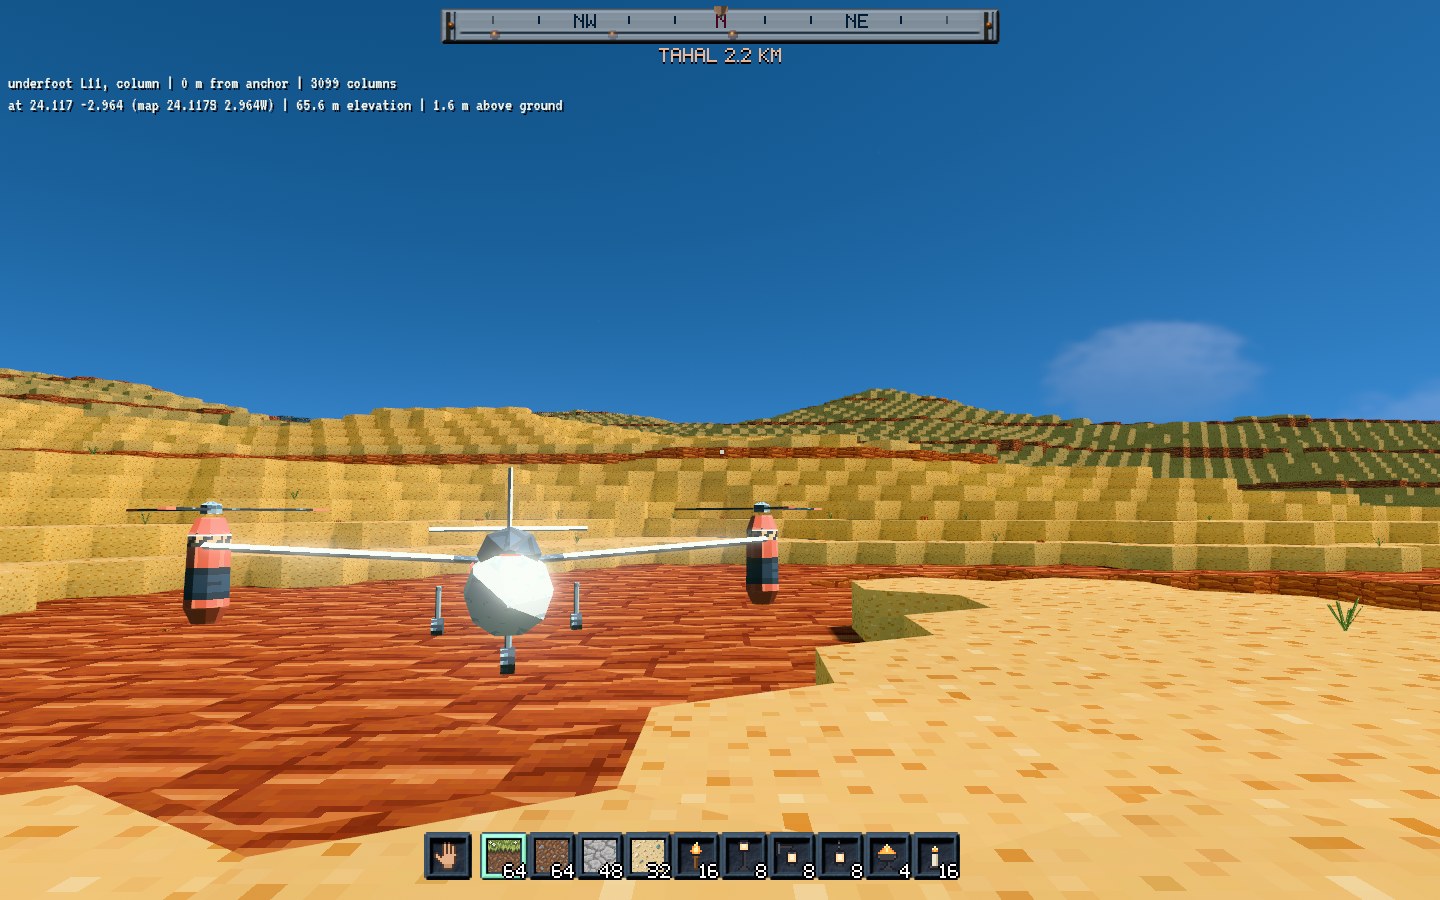 NW N NE
TAHAL 2.2 KM
underfoot L11, column | 0 m from anchor | 3099 columns
at 24.117 -2.964 (map 24.117S 2.964W) | 65.6 m elevation | 1.6 m above ground
64 64 48 32 16 8 8 8 4 16